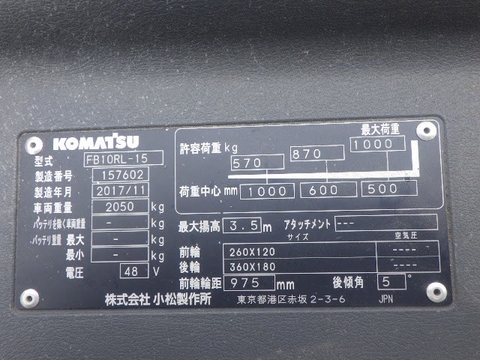 KOMATSU
型式 FB10RL-15
製造番号 157602
製造年月 2017/11
車両重量 2050 kg
バッテリを除く車両重量 - kg
バッテリ重量 最大 - kg
最小 - kg
電圧 48 V
株式会社 小松製作所
最大荷重
許容荷重 kg 570 870 1000
荷重中心 mm 1000 600 500
最大揚高 3.5 m アタッチメント ---
サイズ 空気圧
前輪 260X120 ----
後輪 360X180 ----
前輪輪距 975 mm 後傾角 5°
東京都港区赤坂2-3-6 JPN